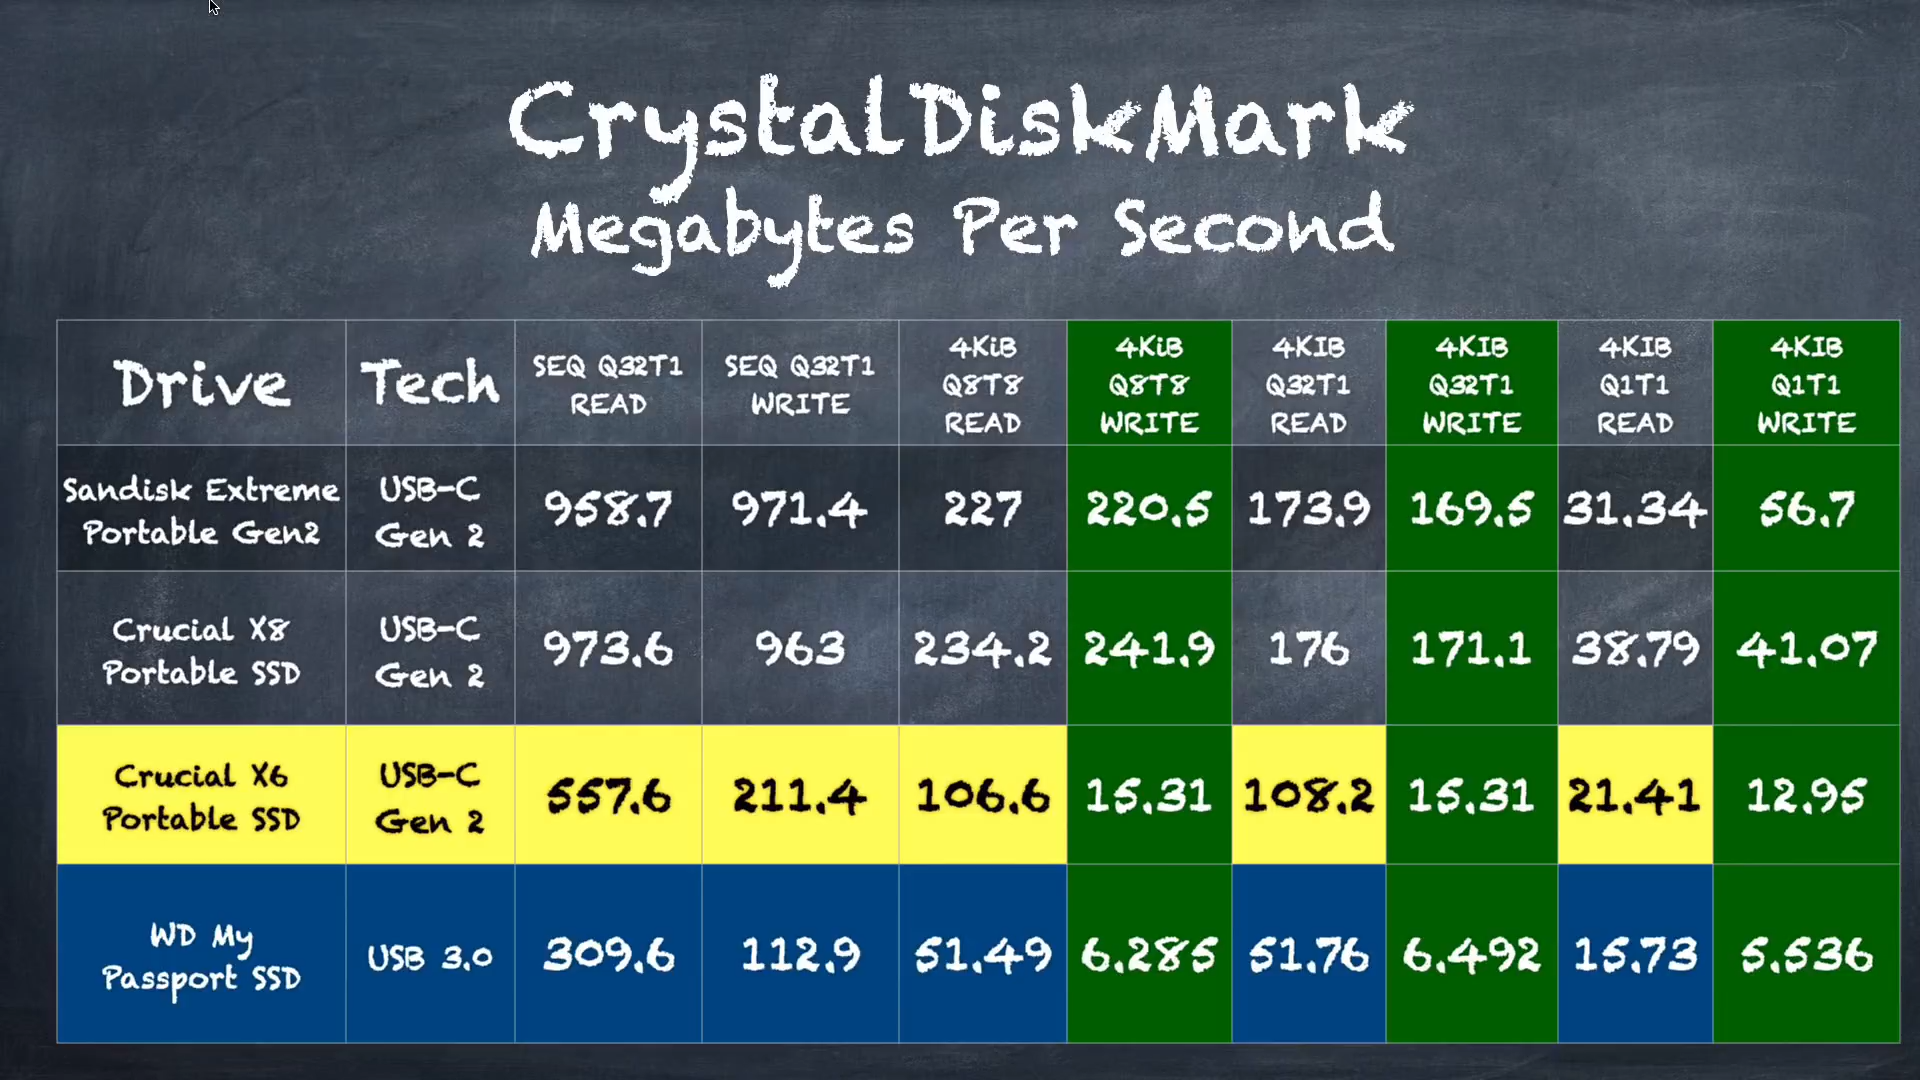 CrystalDiskMark
Megabytes Per Second
Drive
Tech
SEQ Q32T1
READ
SEQ Q32T1
WRITE
4KiB
Q8T8
READ
4KiB
Q8T8
WRITE
4KIB
Q32T1
READ
4KIB
Q32T1
WRITE
4KIB
Q1T1
READ
4KIB
Q1T1
WRITE
Sandisk Extreme
Portable Gen2
USB-C
Gen 2
958.7
971.4
227
220.5
173.9
169.5
31.34
56.7
Crucial X8
Portable SSD
USB-C
Gen 2
973.6
963
234.2
241.9
176
171.1
38.79
41.07
Crucial X6
Portable SSD
USB-C
Gen 2
557.6
211.4
106.6
15.31
108.2
15.31
21.41
12.95
WD My
Passport SSD
USB 3.0
309.6
112.9
51.49
6.285
51.76
6.492
15.73
5.536